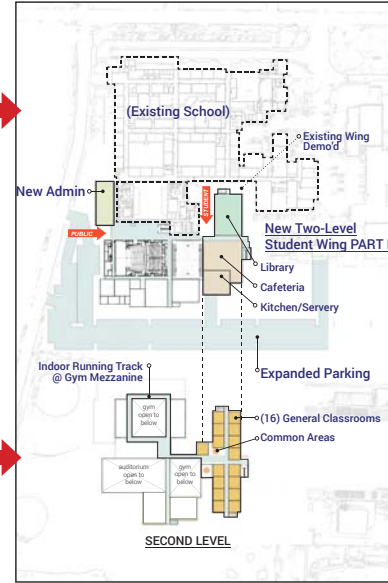 (Existing School)
Existing Wing
Demo'd
New Admin
STUDENT
PUBLIC
New Two-Level
Student Wing PART
Library
Cafeteria
Kitchen/Servery
Expanded Parking
Indoor Running Track
@ Gym Mezzanine
gym
open to
below
(16) General Classrooms
Common Areas
auditorium
open to
below
gym
open to
below
SECOND LEVEL